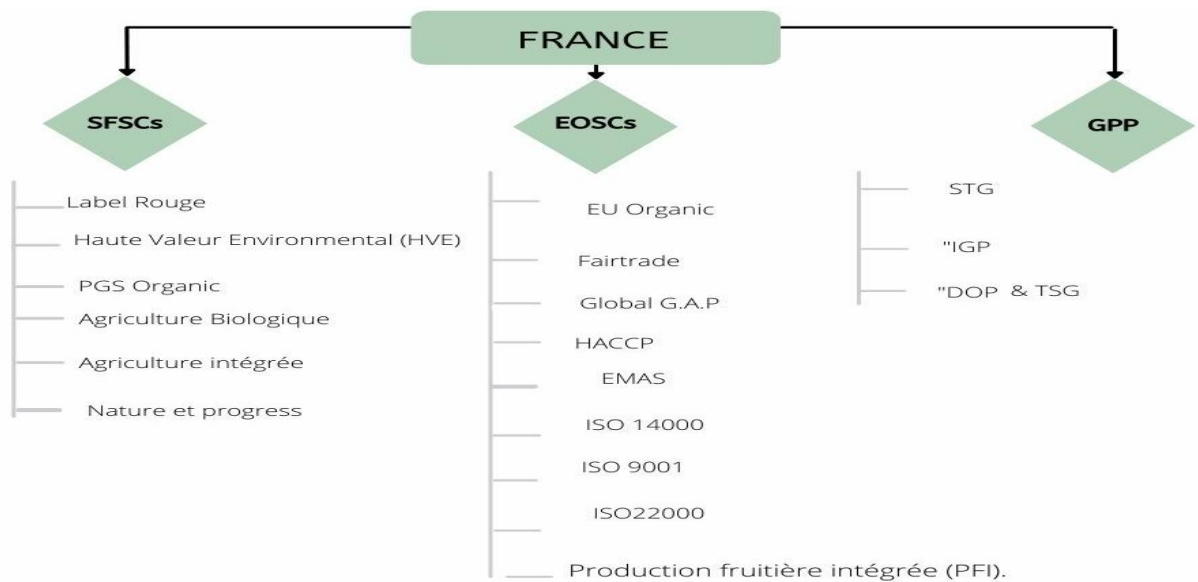 FRANCE
SFSCs
EOSCs
GPP
Label Rouge
Haute Valeur Environmental (HVE)
PGS Organic
Agriculture Biologique
Agriculture intégrée
Nature et progress
EU Organic
Fairtrade
Global G.A.P
HACCP
EMAS
ISO 14000
ISO 9001
ISO22000
Production fruitière intégrée (PFI).
STG
"IGP
"DOP & TSG